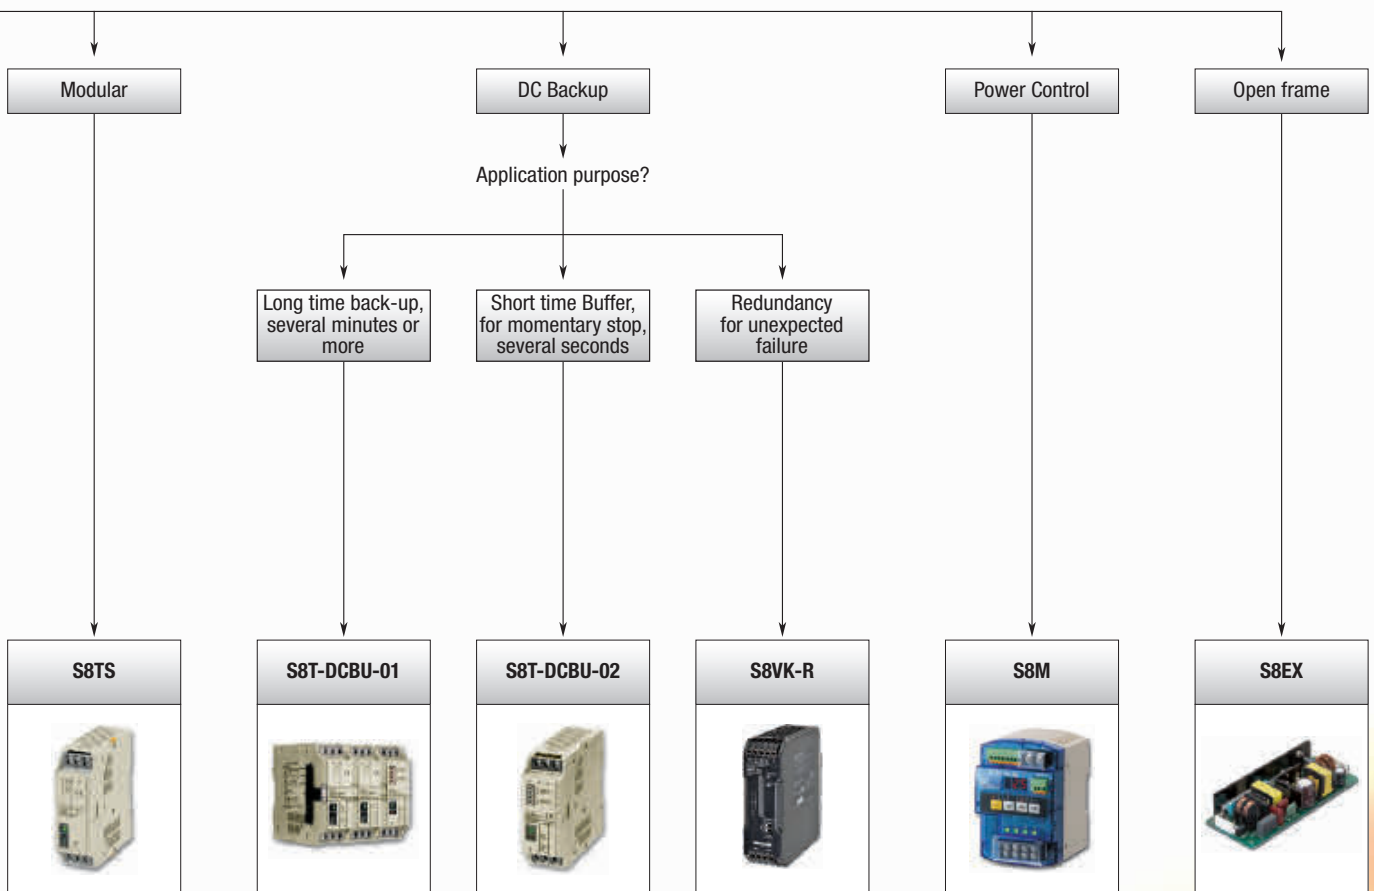 Modular
DC Backup
Power Control
Open frame
Application purpose?
Long time back-up,
several minutes or
more
Short time Buffer,
for momentary stop,
several seconds
Redundancy
for unexpected
failure
S8TS
S8T-DCBU-01
S8T-DCBU-02
S8VK-R
S8M
S8EX